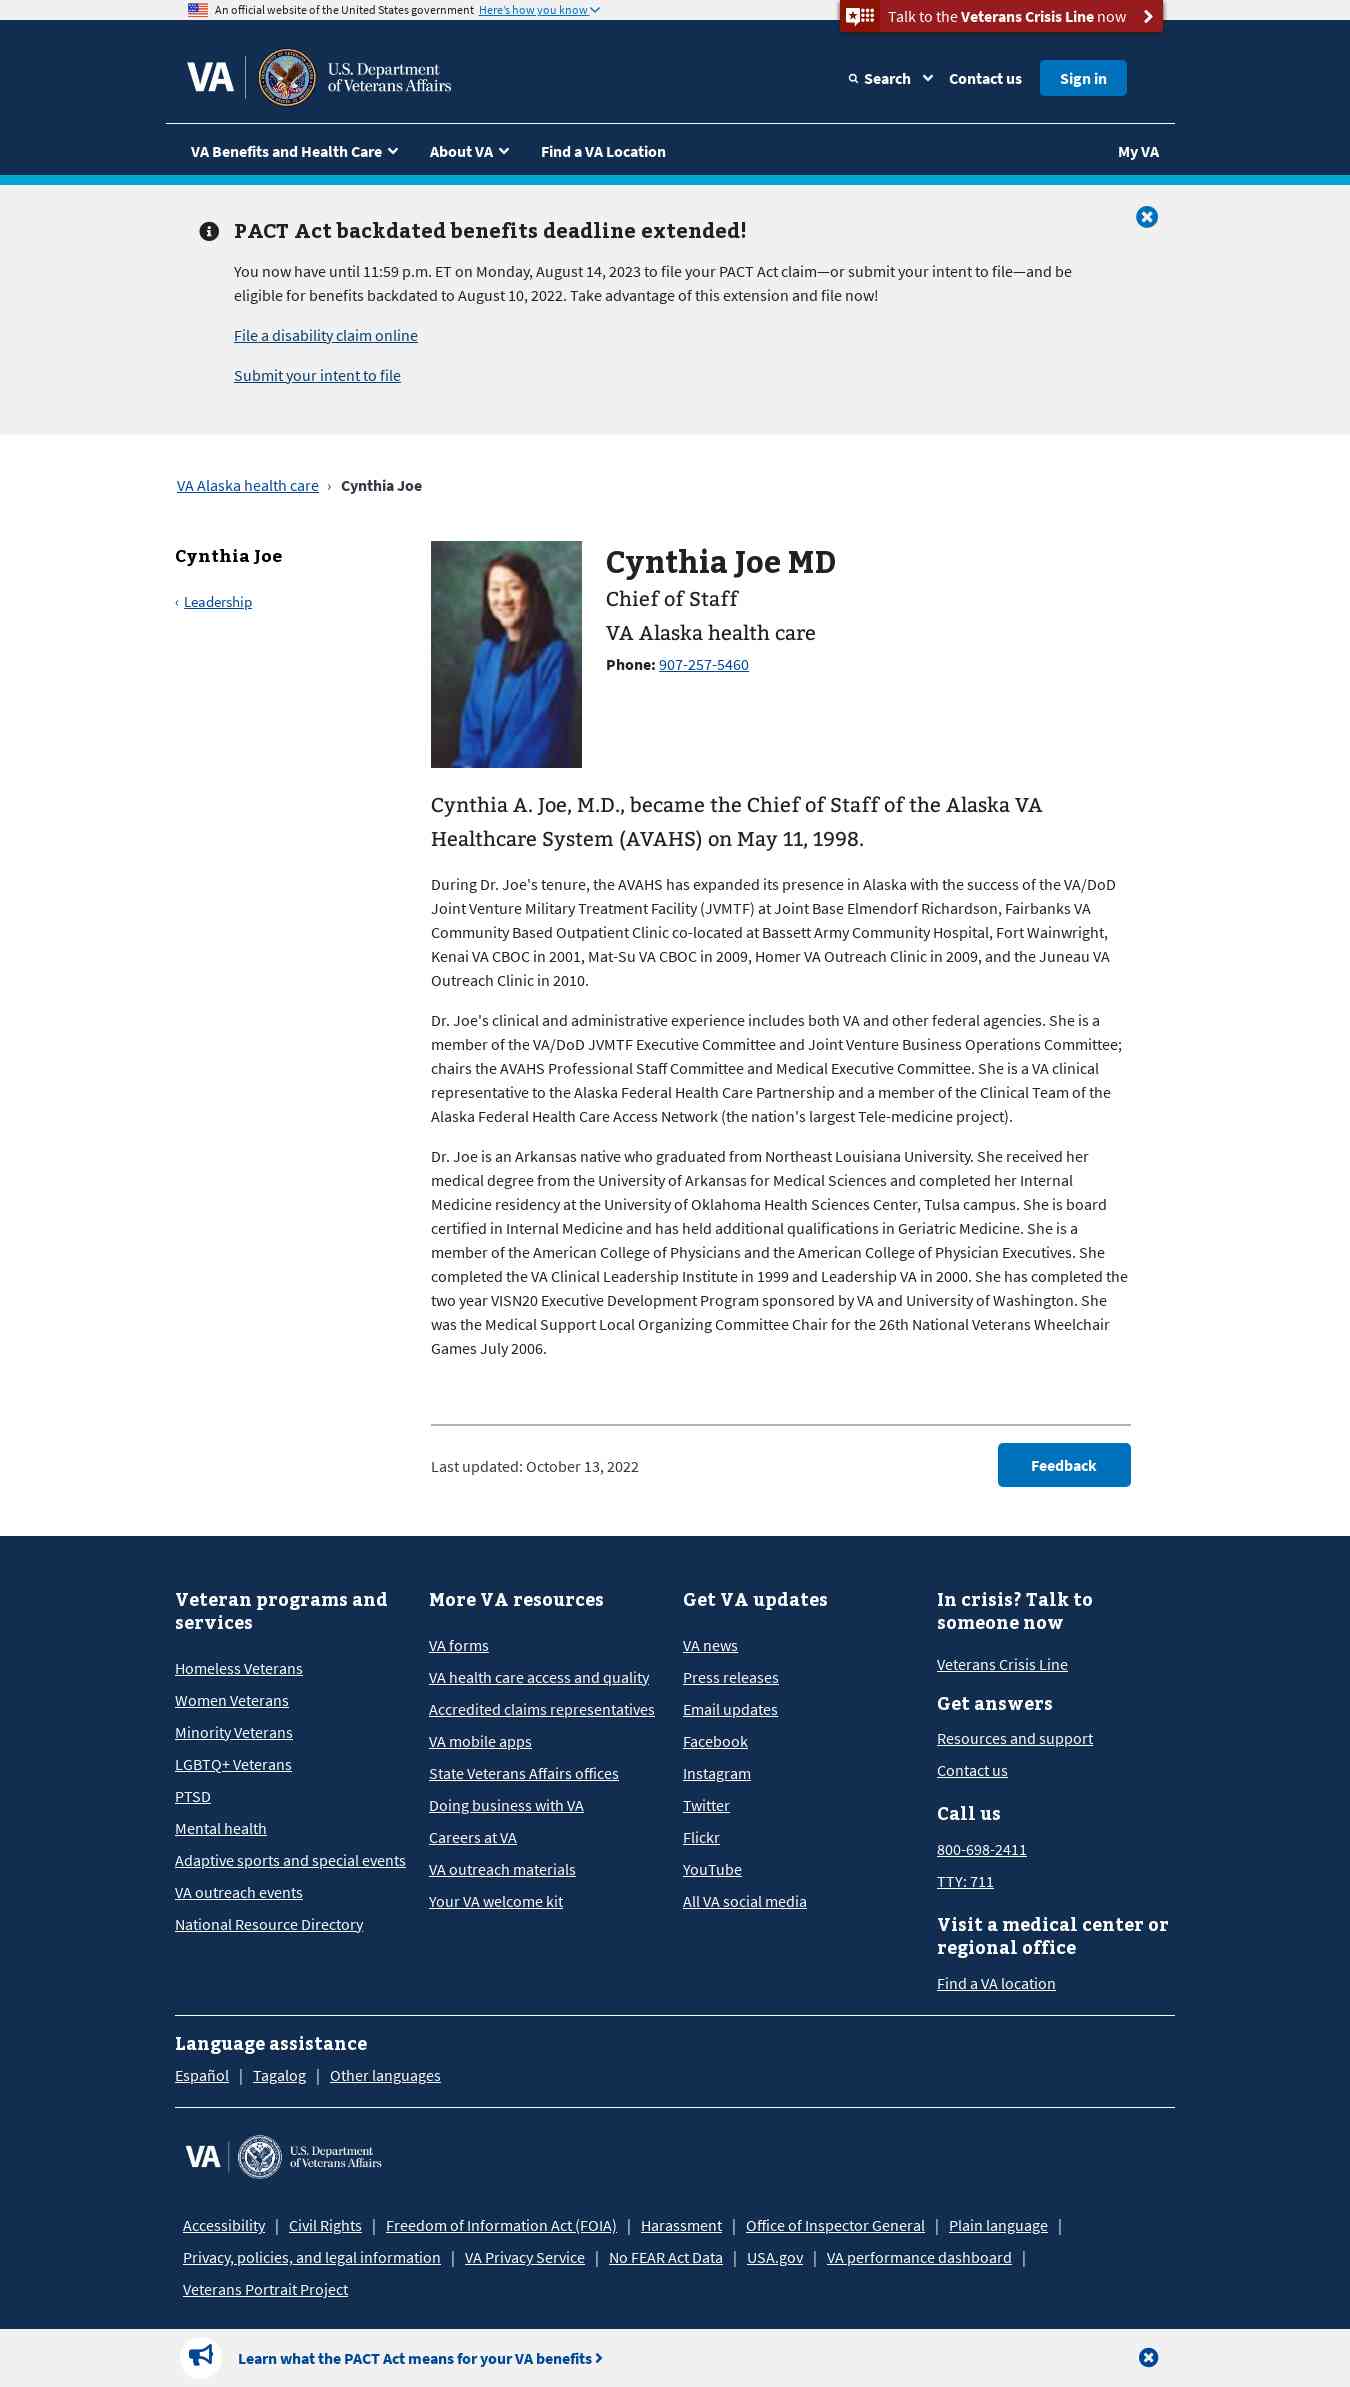 An official website of the United States government Here's how you know
Talk to the Veterans Crisis Line now
VA U.S. Department
of Veterans Affairs
Search Contact us Sign in
VA Benefits and Health Care About VA Find a VA Location My VA
PACT Act backdated benefits deadline extended!
You now have until 11:59 p.m. ET on Monday, August 14, 2023 to file your PACT Act claim—or submit your intent to file—and be
eligible for benefits backdated to August 10, 2022. Take advantage of this extension and file now!
File a disability claim online
Submit your intent to file
VA Alaska health care › Cynthia Joe
Cynthia Joe
‹ Leadership
Cynthia Joe MD
Chief of Staff
VA Alaska health care
Phone: 907-257-5460
Cynthia A. Joe, M.D., became the Chief of Staff of the Alaska VA
Healthcare System (AVAHS) on May 11, 1998.
During Dr. Joe's tenure, the AVAHS has expanded its presence in Alaska with the success of the VA/DoD
Joint Venture Military Treatment Facility (JVMTF) at Joint Base Elmendorf Richardson, Fairbanks VA
Community Based Outpatient Clinic co-located at Bassett Army Community Hospital, Fort Wainwright,
Kenai VA CBOC in 2001, Mat-Su VA CBOC in 2009, Homer VA Outreach Clinic in 2009, and the Juneau VA
Outreach Clinic in 2010.
Dr. Joe's clinical and administrative experience includes both VA and other federal agencies. She is a
member of the VA/DoD JVMTF Executive Committee and Joint Venture Business Operations Committee;
chairs the AVAHS Professional Staff Committee and Medical Executive Committee. She is a VA clinical
representative to the Alaska Federal Health Care Partnership and a member of the Clinical Team of the
Alaska Federal Health Care Access Network (the nation's largest Tele-medicine project).
Dr. Joe is an Arkansas native who graduated from Northeast Louisiana University. She received her
medical degree from the University of Arkansas for Medical Sciences and completed her Internal
Medicine residency at the University of Oklahoma Health Sciences Center, Tulsa campus. She is board
certified in Internal Medicine and has held additional qualifications in Geriatric Medicine. She is a
member of the American College of Physicians and the American College of Physician Executives. She
completed the VA Clinical Leadership Institute in 1999 and Leadership VA in 2000. She has completed the
two year VISN20 Executive Development Program sponsored by VA and University of Washington. She
was the Medical Support Local Organizing Committee Chair for the 26th National Veterans Wheelchair
Games July 2006.
Last updated: October 13, 2022
Feedback
Veteran programs and
services
Homeless Veterans
Women Veterans
Minority Veterans
LGBTQ+ Veterans
PTSD
Mental health
Adaptive sports and special events
VA outreach events
National Resource Directory
More VA resources
VA forms
VA health care access and quality
Accredited claims representatives
VA mobile apps
State Veterans Affairs offices
Doing business with VA
Careers at VA
VA outreach materials
Your VA welcome kit
Get VA updates
VA news
Press releases
Email updates
Facebook
Instagram
Twitter
Flickr
YouTube
All VA social media
In crisis? Talk to
someone now
Veterans Crisis Line
Get answers
Resources and support
Contact us
Call us
800-698-2411
TTY: 711
Visit a medical center or
regional office
Find a VA location
Language assistance
Español | Tagalog | Other languages
VA U.S. Department
of Veterans Affairs
Accessibility | Civil Rights | Freedom of Information Act (FOIA) | Harassment | Office of Inspector General | Plain language |
Privacy, policies, and legal information | VA Privacy Service | No FEAR Act Data | USA.gov | VA performance dashboard |
Veterans Portrait Project
Learn what the PACT Act means for your VA benefits